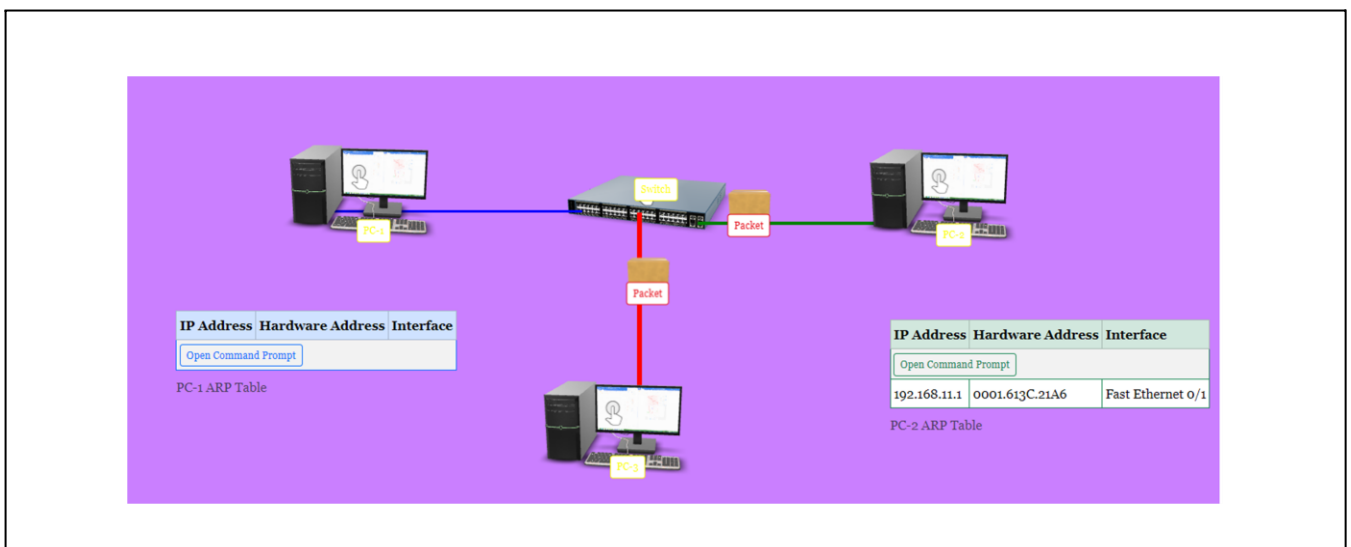 Switch
Packet
PC-1
PC-2
Packet
IP Address Hardware Address Interface
Open Command Prompt
PC-1 ARP Table
IP Address Hardware Address Interface
Open Command Prompt
192.168.11.1 0001.613C.21A6 Fast Ethernet 0/1
PC-2 ARP Table
PC-3